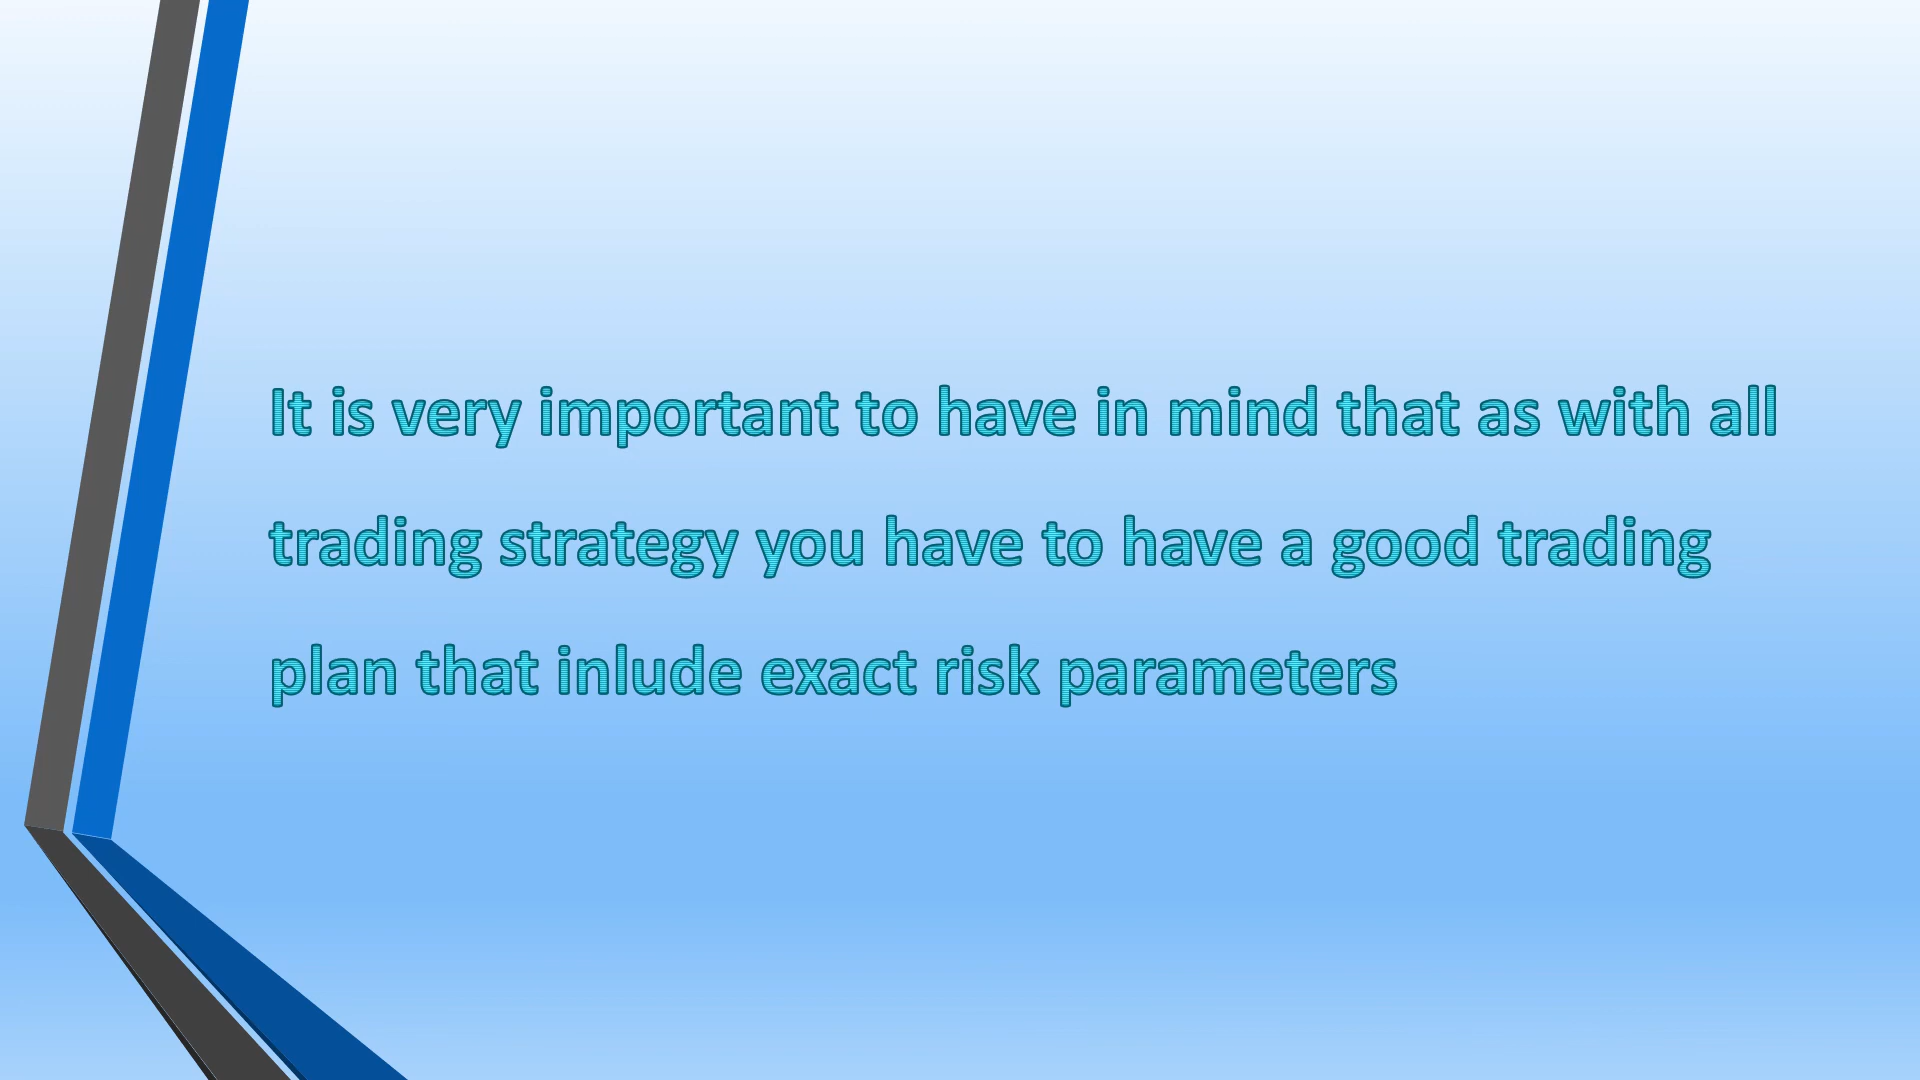 It is very important to have in mind that as with all
trading strategy you have to have a good trading
plan that inlude exact risk parameters